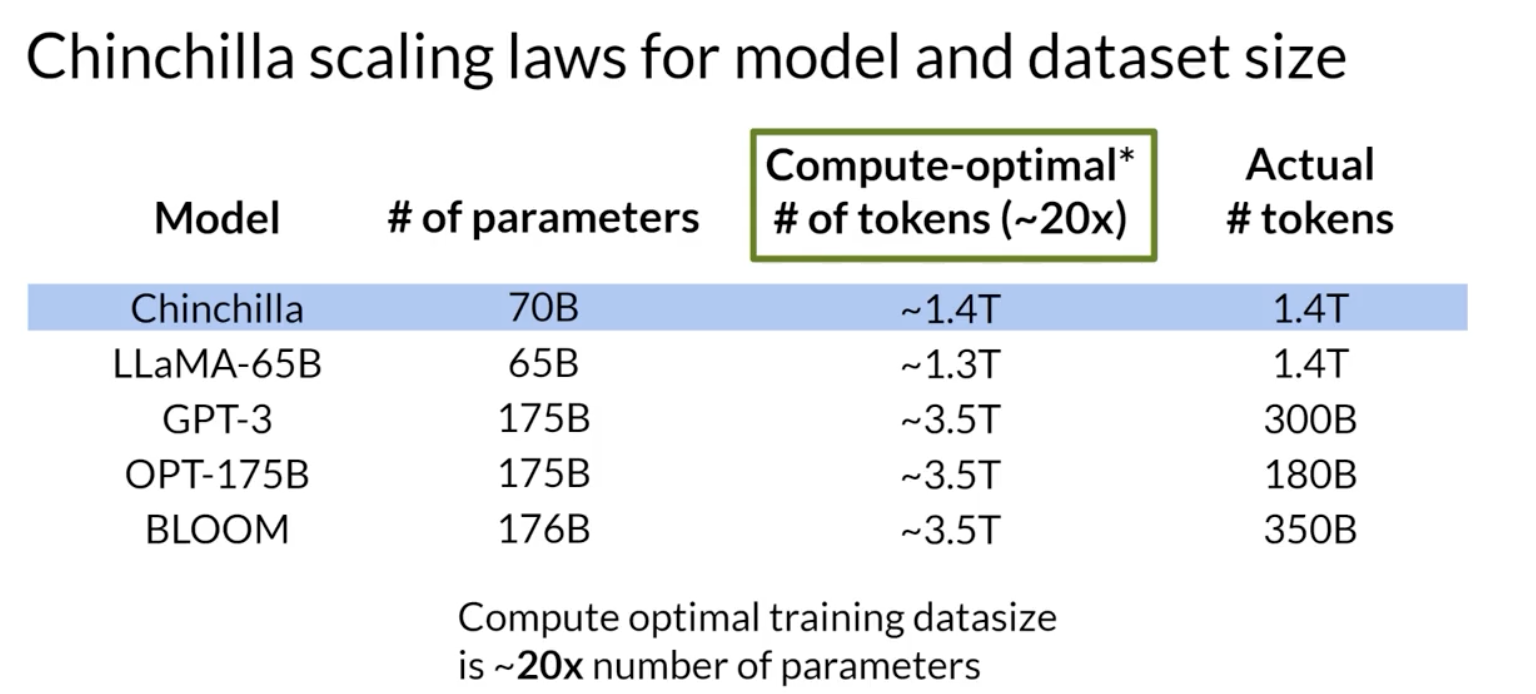 Chinchilla scaling laws for model and dataset size
Model # of parameters Compute-optimal* # of tokens (~20x) Actual # tokens
Chinchilla 70B ~1.4T 1.4T
LLaMA-65B 65B ~1.3T 1.4T
GPT-3 175B ~3.5T 300B
OPT-175B 175B ~3.5T 180B
BLOOM 176B ~3.5T 350B
Compute optimal training datasize
is ~20x number of parameters